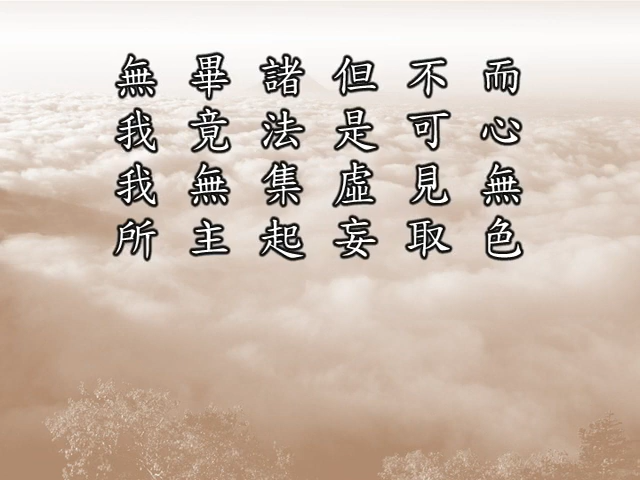 而心無色
不可見取
但是虛妄
諸法集起
畢竟無主
無我我所